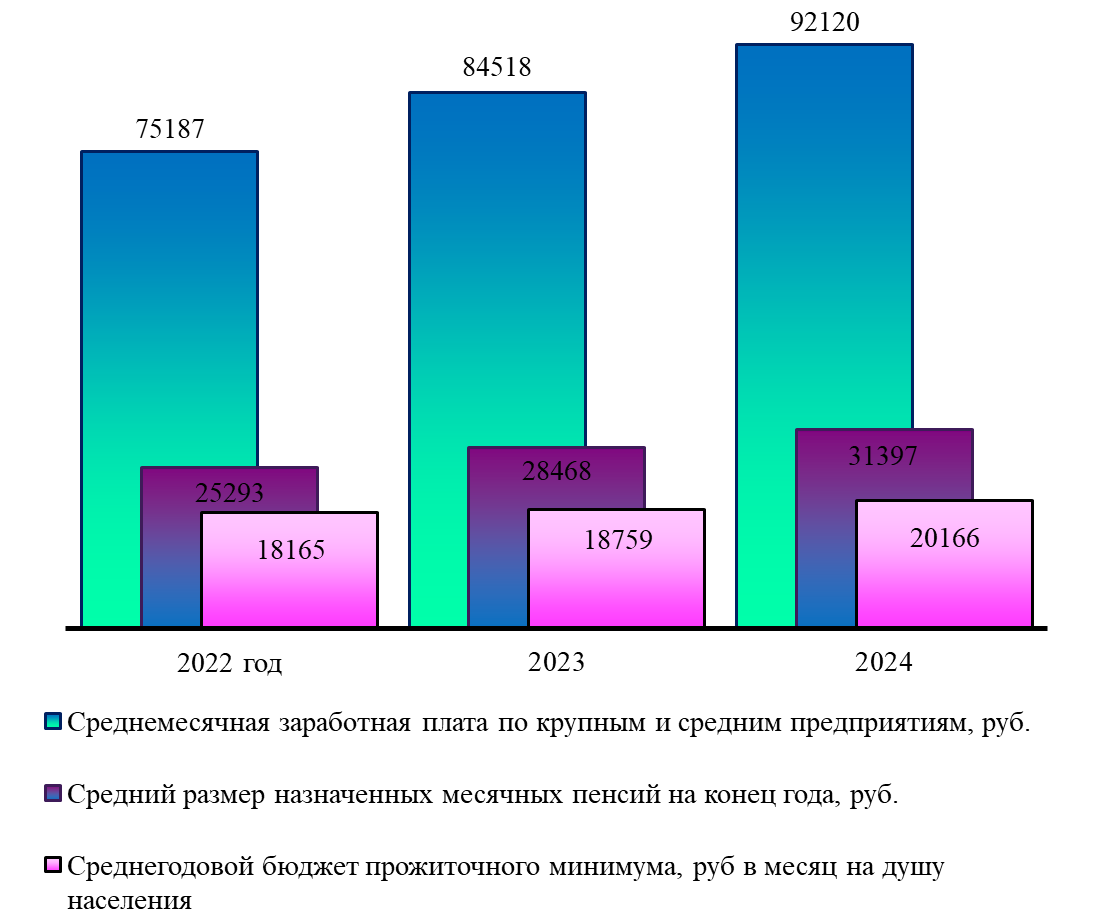 92120
84518
75187
31397
28468
25293
20166
18759
18165
2022 год
2023
2024
Среднемесячная заработная плата по крупным и средним предприятиям, руб.
Средний размер назначенных месячных пенсий на конец года, руб.
Среднегодовой бюджет прожиточного минимума, руб в месяц на душу
населения